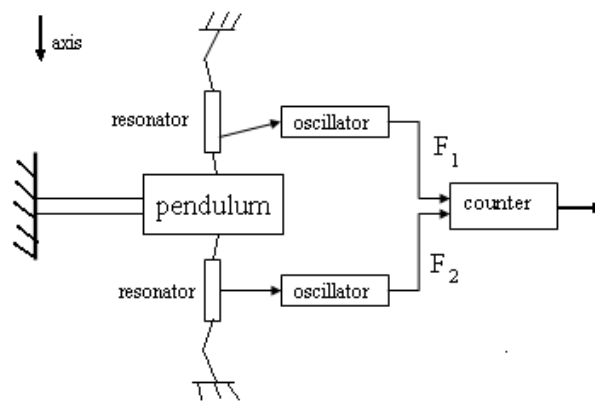 axis
resonator
oscillator
F1
pendulum
counter
F2
resonator
oscillator